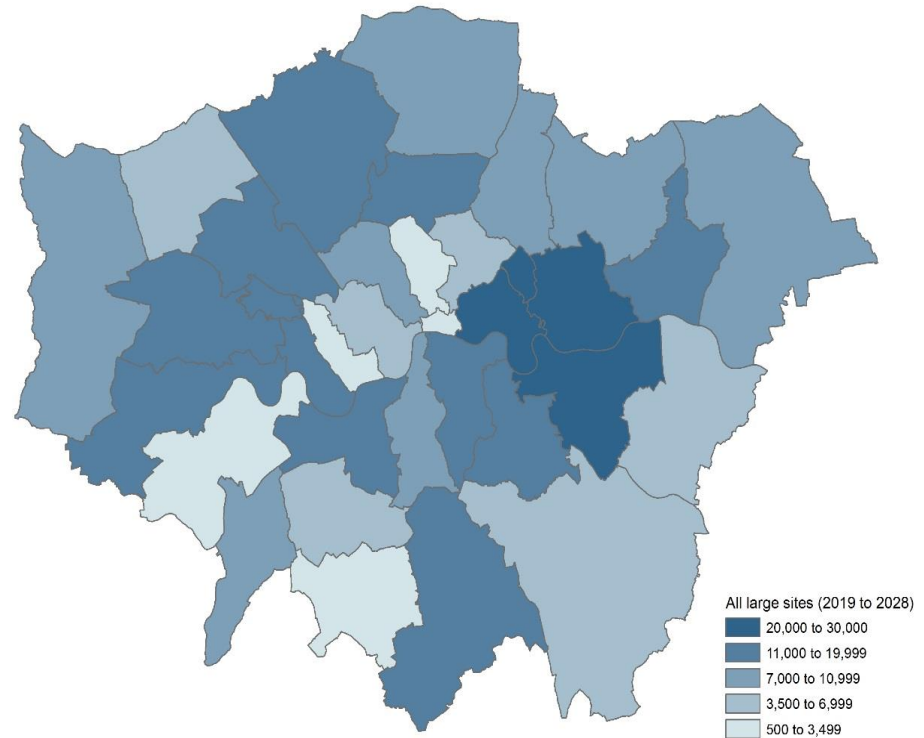 All large sites (2019 to 2028)
20,000 to 30,000
11,000 to 19,999
7,000 to 10,999
3,500 to 6,999
500 to 3,499